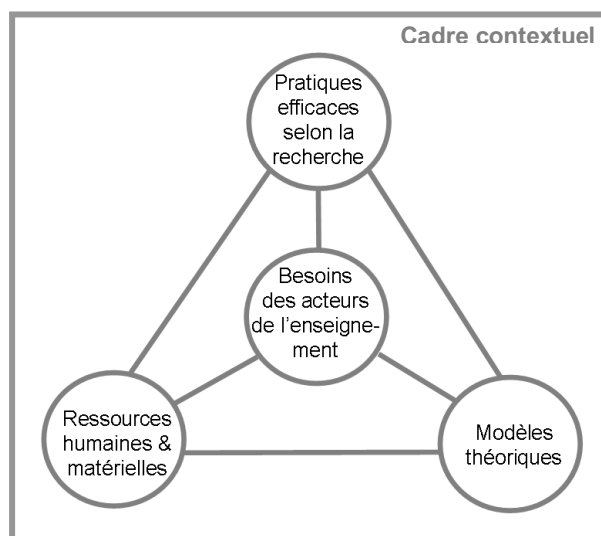 Cadre contextuel
Pratiques
efficaces
selon la
recherche
Besoins
des acteurs
de l'enseigne-
ment
Ressources
humaines &
matérielles
Modèles
théoriques